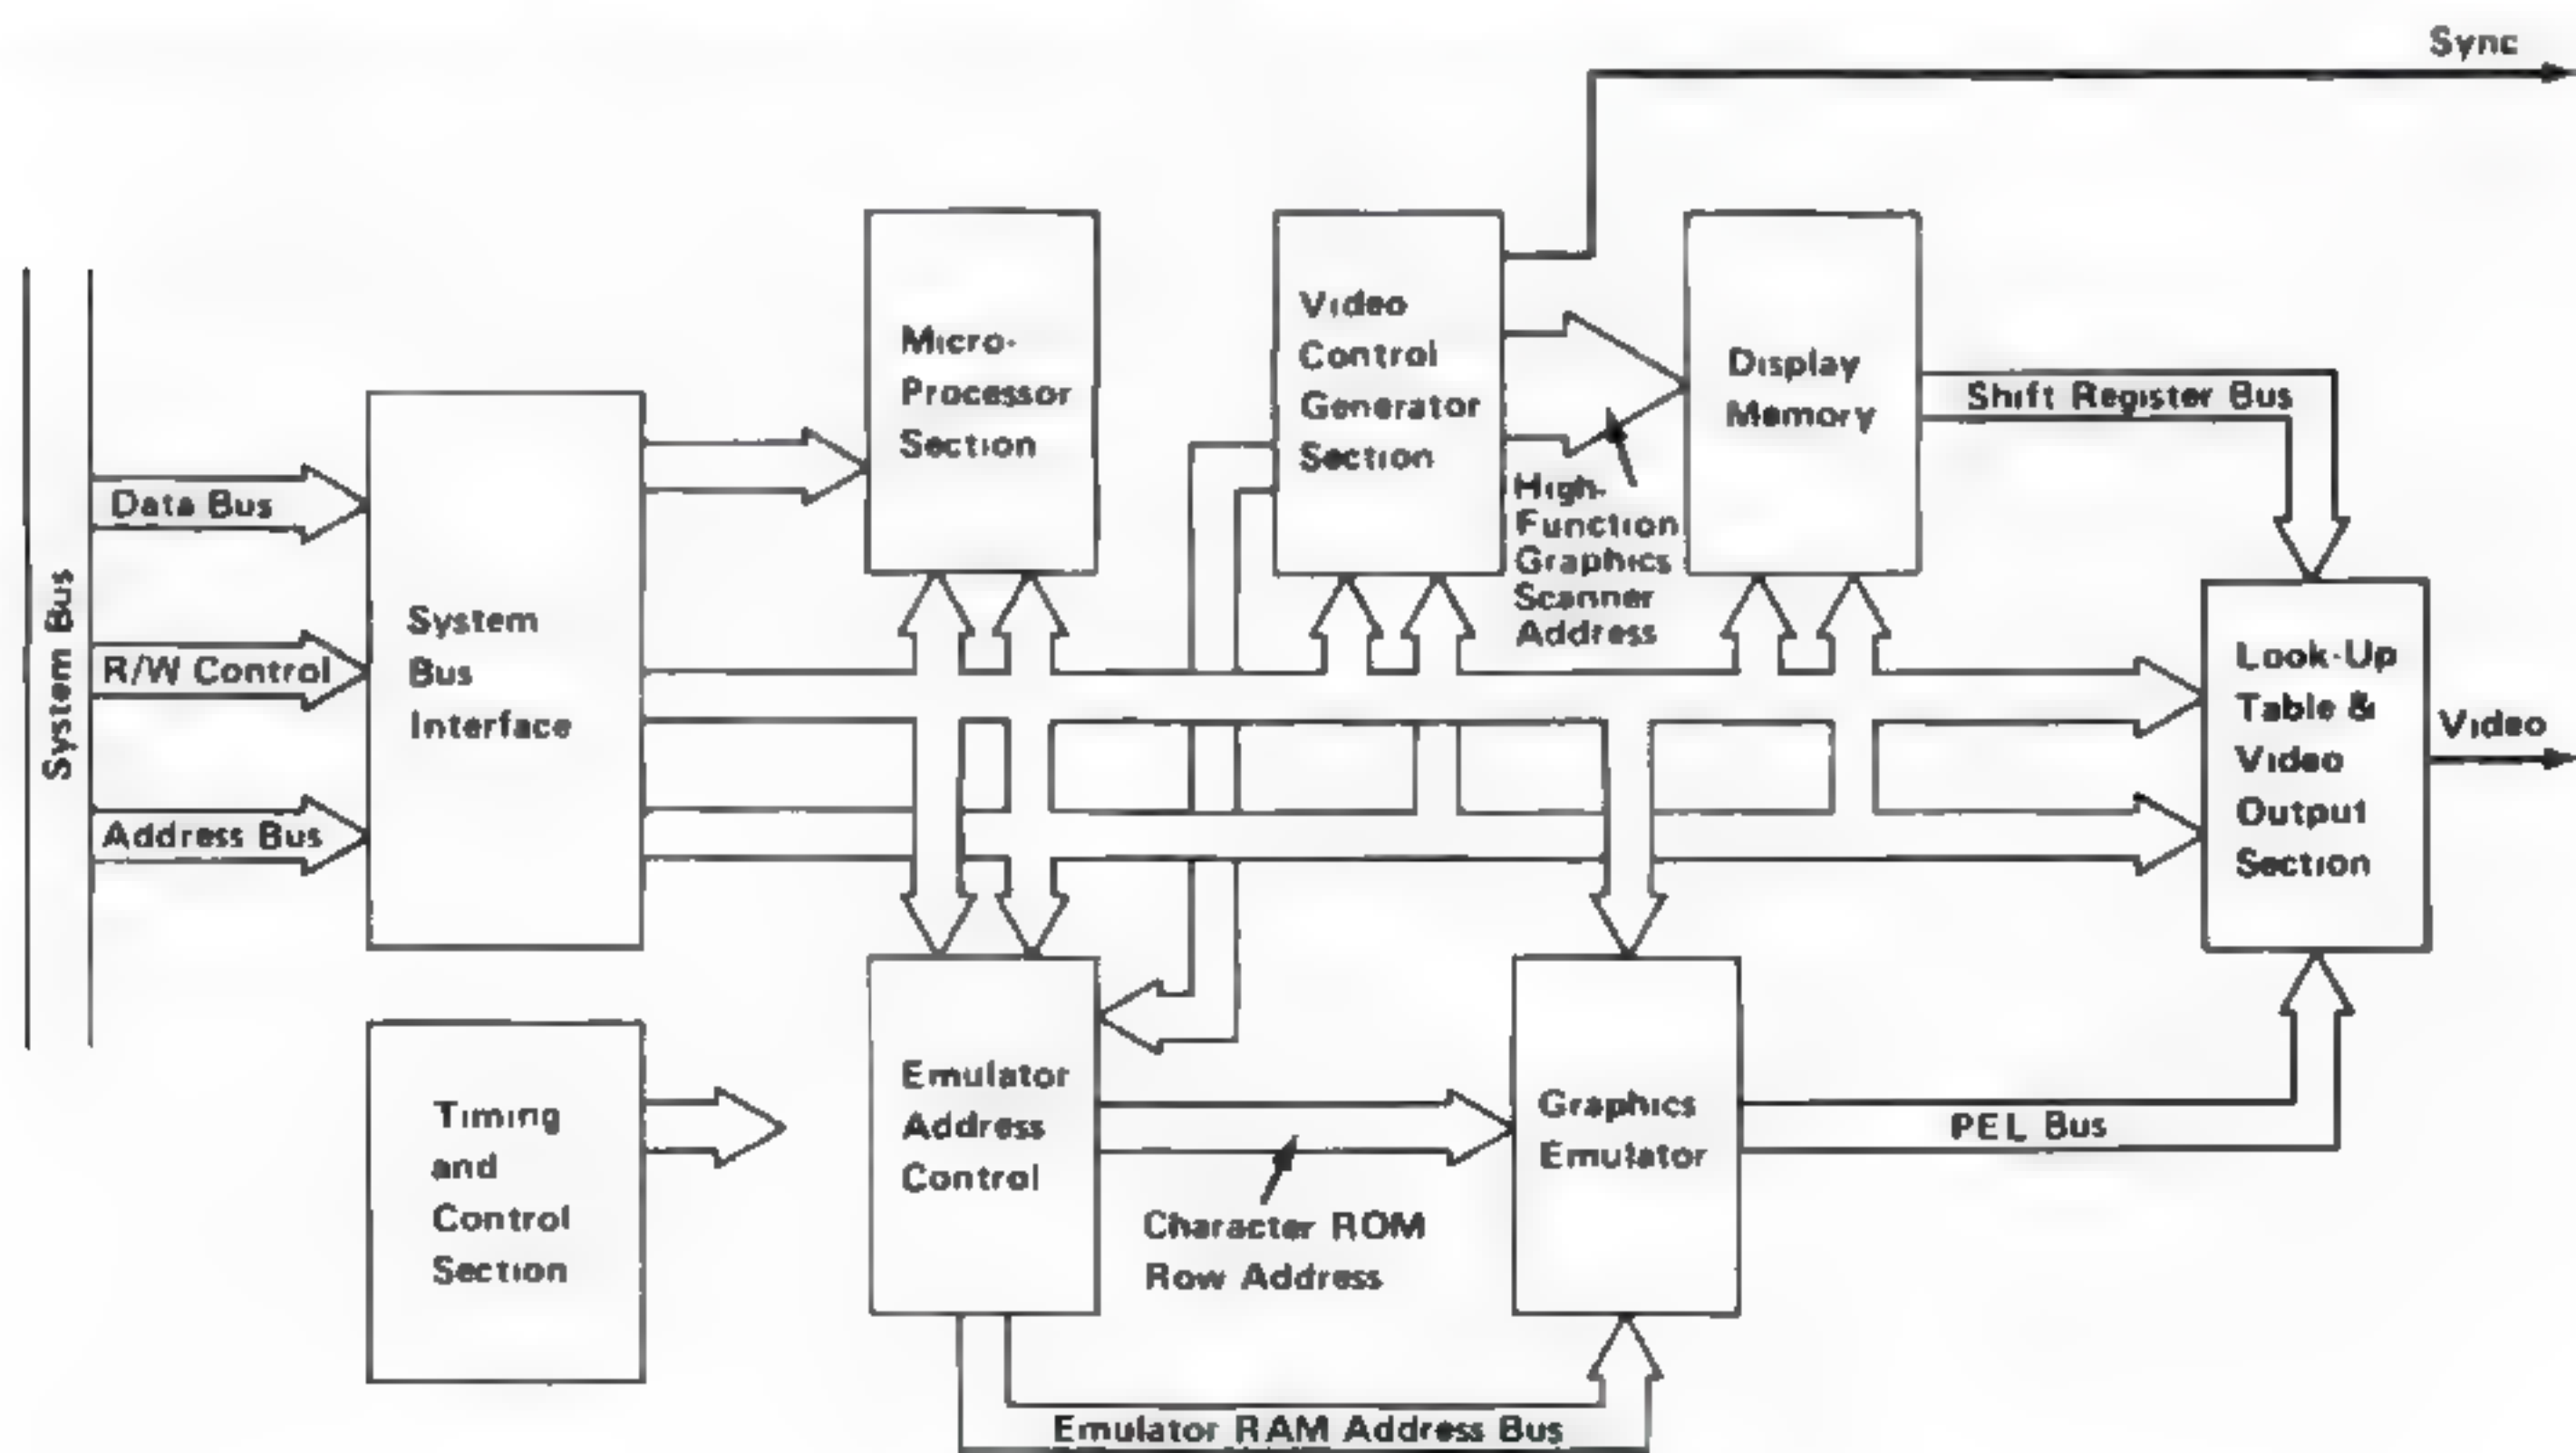 Sync
Micro-
Processor
Section
Video
Control
Generator
Section
Display
Memory
Shift Register Bus
High-
Function
Graphics
Scanner
Address
System Bus
Data Bus
R/W Control
Address Bus
System
Bus
Interface
Look-Up
Table &
Video
Output
Section
Video
Timing
and
Control
Section
Emulator
Address
Control
Character ROM
Row Address
Graphics
Emulator
PEL Bus
Emulator RAM Address Bus